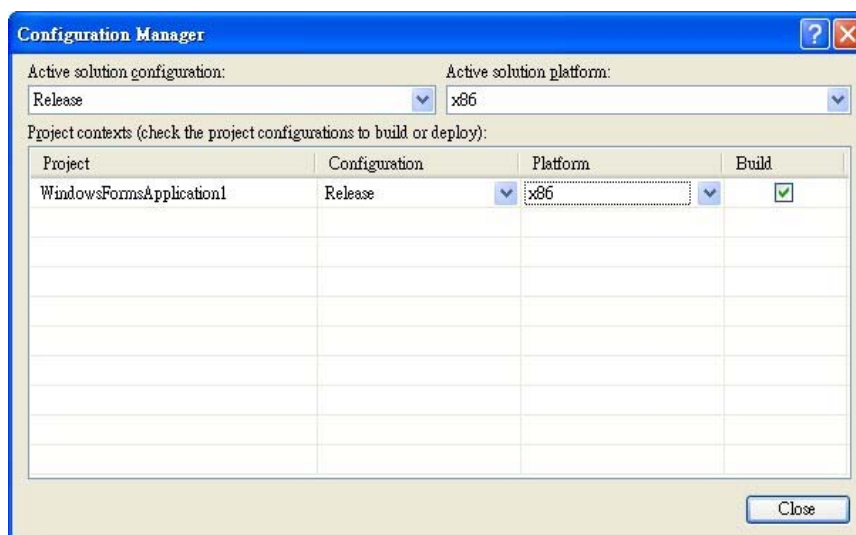 Configuration Manager
Active solution configuration: Active solution platform:
Release x86
Project contexts (check the project configurations to build or deploy):
Project Configuration Platform Build
WindowsFormsApplication1 Release x86
Close